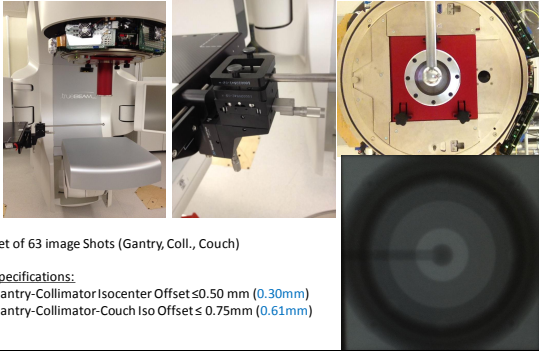 et of 63 image Shots (Gantry, Coll., Couch)
pecifications:
antry-Collimator Isocenter Offset ≤0.50 mm (0.30mm)
antry-Collimator-Couch Iso Offset ≤ 0.75mm (0.61mm)